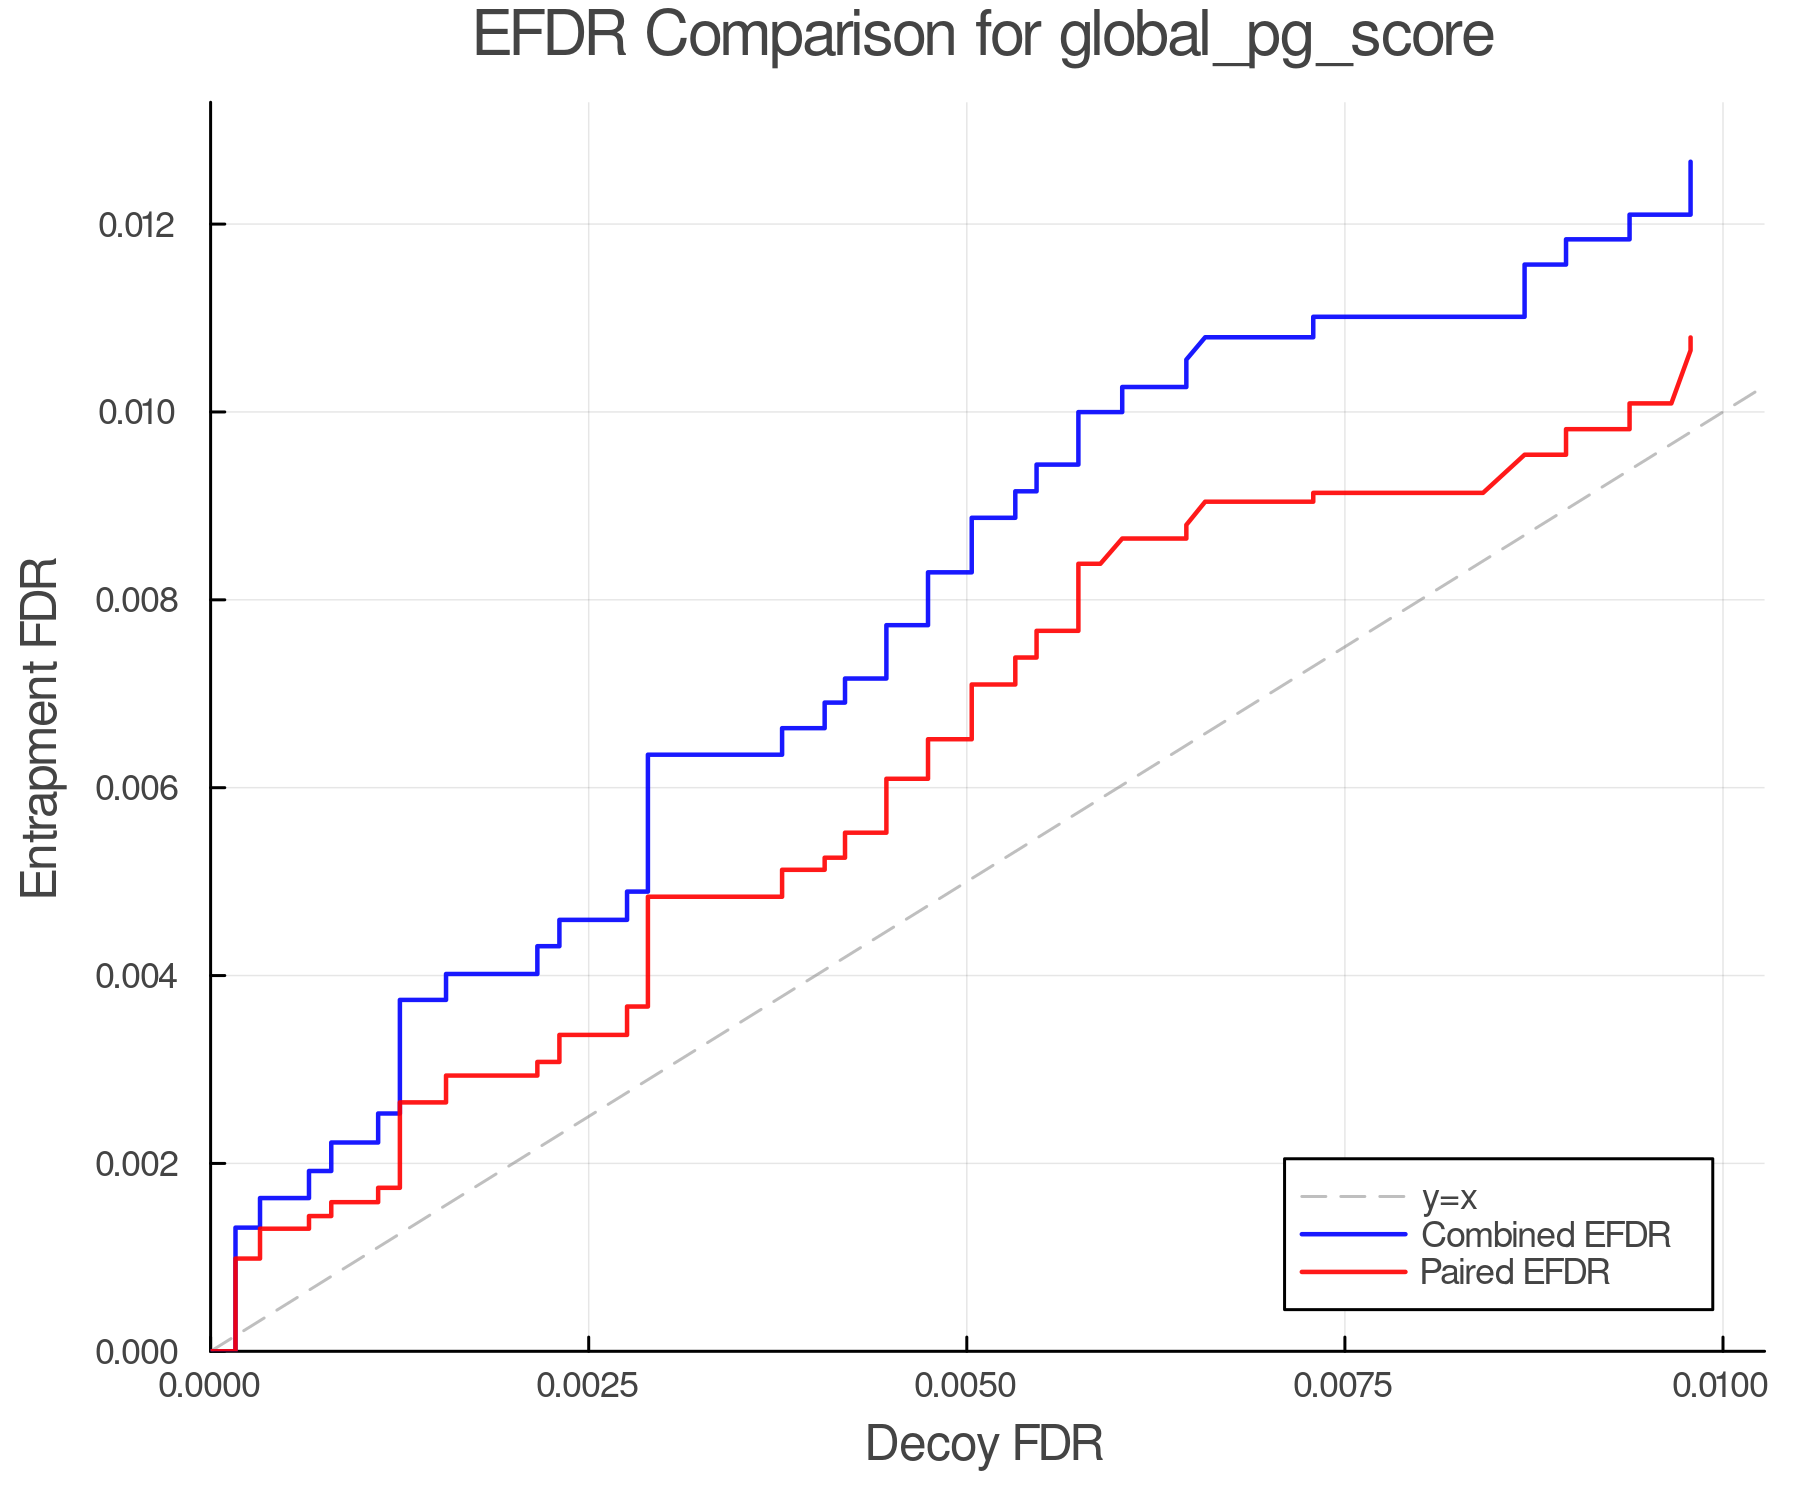 EFDR Comparison for global_pg_score
Entrapment FDR
0.012
0.010
0.008
0.006
0.004
0.002
0.000
0.0000
0.0025
0.0050
0.0075
0.0100
Decoy FDR
y=x
Combined EFDR
Paired EFDR